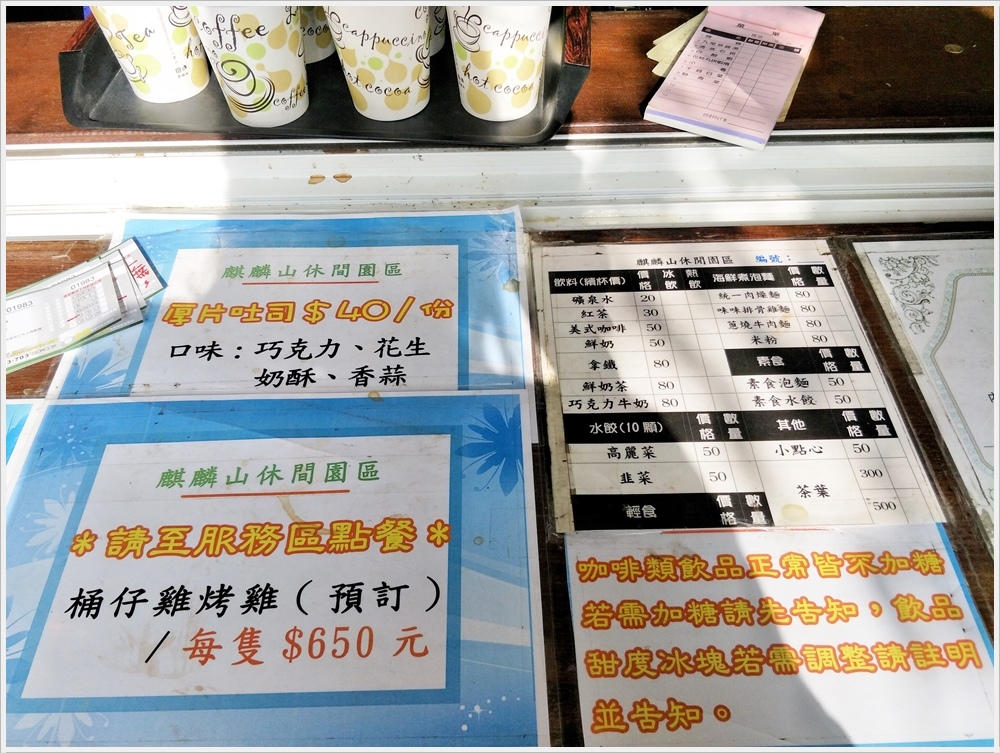 Tea
coffee
coffee
cappuccino
hot cocoa
cappucci
hot cocoa
菜單
01983
01983
麒麟山休閒園區
厚片吐司$40/份
口味：巧克力、花生
奶酥、香蒜
麒麟山休閒園區
*請至服務區點餐*
桶仔雞烤雞(預訂)
/每隻$650元
麒麟山休閒園區 編號：
飲料(續杯價) 價格 冰飲 熱飲 海鮮煮泡麵 價格 數量
礦泉水 20 統一肉燥麵 80
紅茶 30 味味排骨雞麵 80
美式咖啡 50 蔥燒牛肉麵 80
鮮奶 50 米粉 80
拿鐵 80 素食 價格 數量
鮮奶茶 80 素食泡麵 50
巧克力牛奶 80 素食水餃 50
水餃(10顆) 價格 數量 其他 價格 數量
高麗菜 50 小點心 50
韭菜 50 茶葉 300
輕食 價格 數量 500
咖啡類飲品正常皆不加糖
若需加糖請先告知，飲品
甜度冰塊若需調整請註明
並告知。